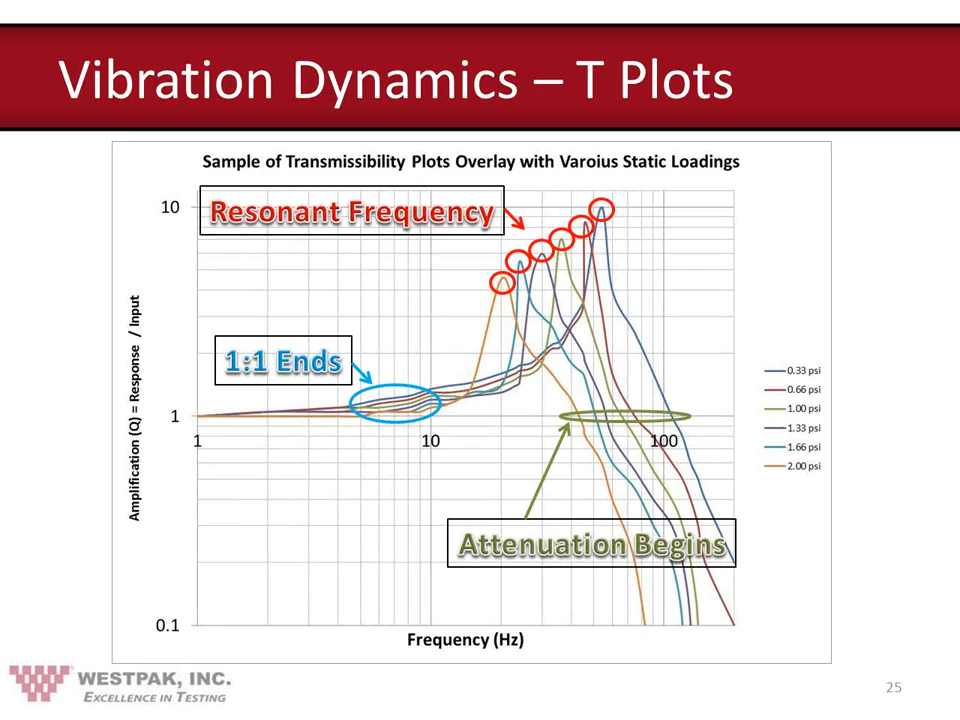 Vibration Dynamics – T Plots
Sample of Transmissibility Plots Overlay with Varoius Static Loadings
10
Resonant Frequency
1:1 Ends
Amplification (Q) = Response / Input
0.33 psi
0.66 psi
1.00 psi
1.33 psi
1.66 psi
2.00 psi
1
1 10 100
Attenuation Begins
0.1
Frequency (Hz)
WESTPAK, INC.
EXCELLENCE IN TESTING
25